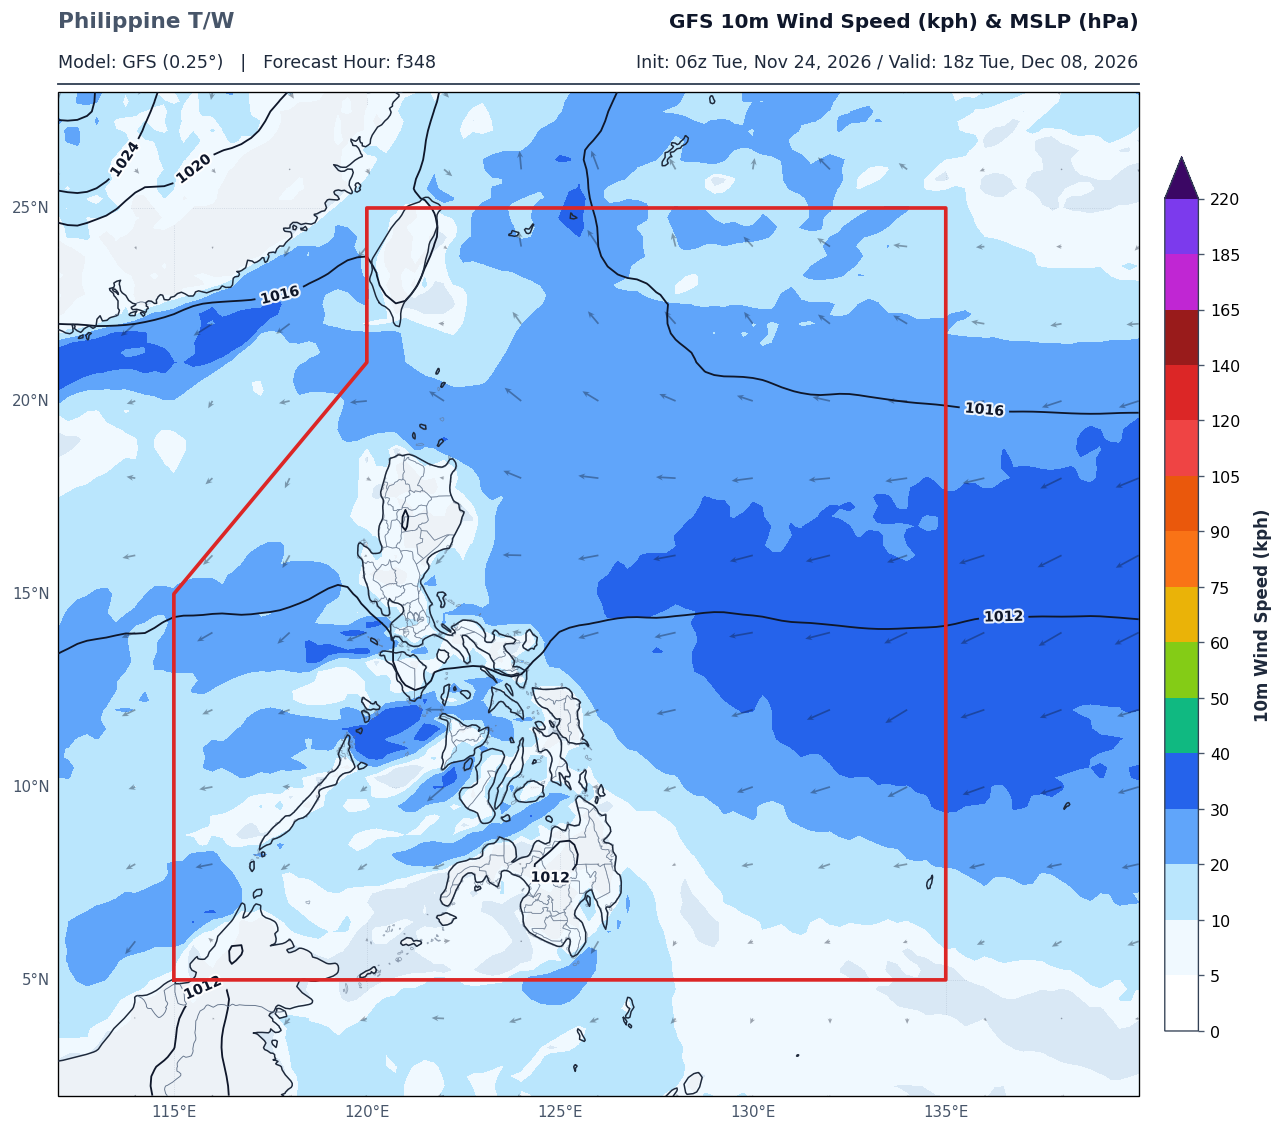 Philippine T/W
GFS 10m Wind Speed (kph) & MSLP (hPa)
Model: GFS (0.25°)   |   Forecast Hour: f348
Init: 06z Tue, Nov 24, 2026 / Valid: 18z Tue, Dec 08, 2026
1024
1020
1016
1016
1012
1012
1012
25°N
20°N
15°N
10°N
5°N
115°E
120°E
125°E
130°E
135°E
220
185
165
140
120
105
90
75
60
50
40
30
20
10
5
0
10m Wind Speed (kph)